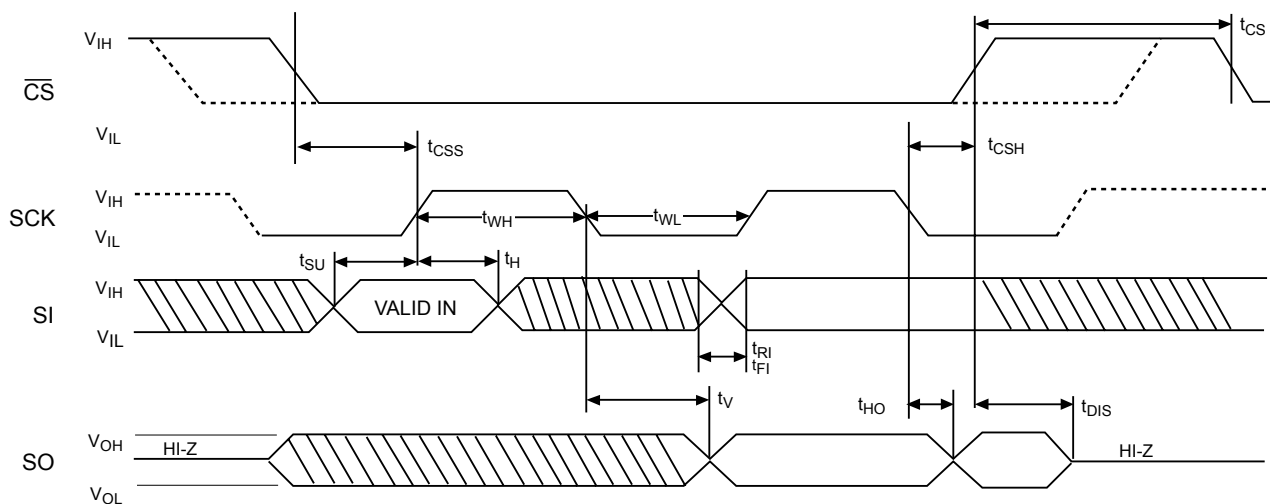 V_IH
t_CS
C̅S̅
V_IL
t_CSS
t_CSH
V_IH
SCK
t_WH
t_WL
V_IL
t_SU
t_H
V_IH
SI
VALID IN
V_IL
t_RI
t_FI
t_V
t_HO
t_DIS
V_OH
HI-Z
HI-Z
SO
V_OL